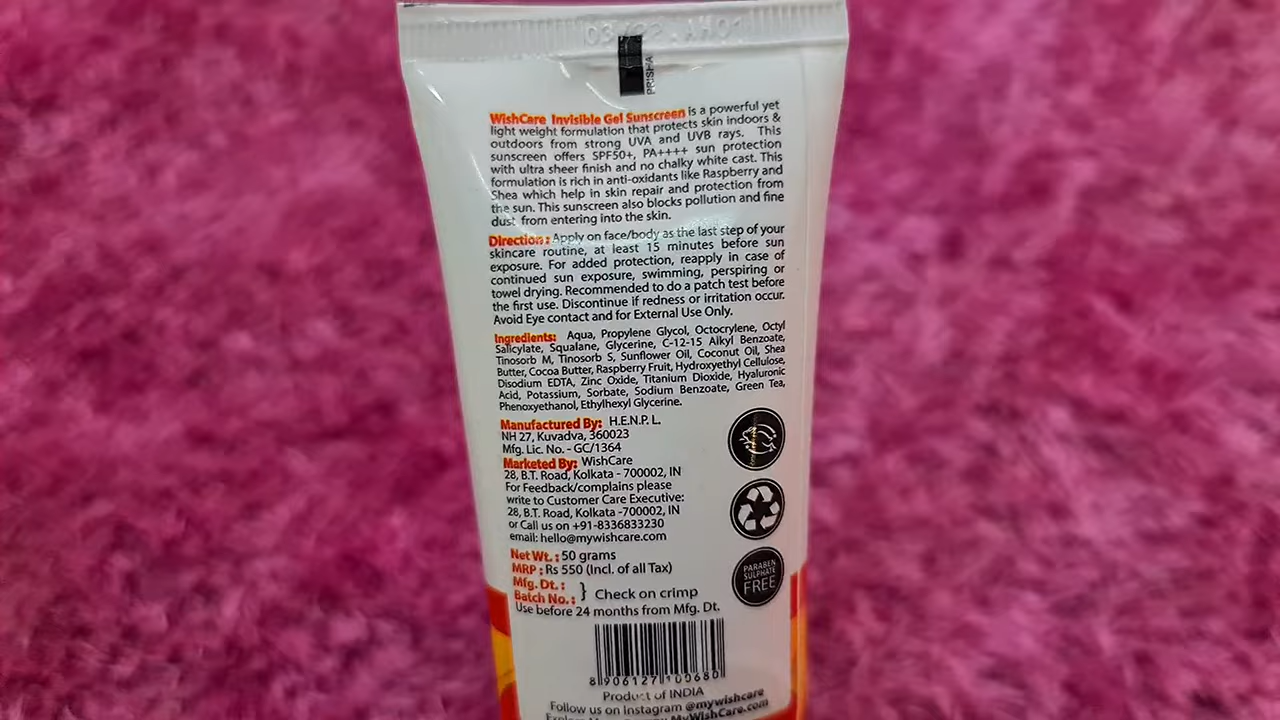 AH01
PRISHA
WishCare Invisible Gel Sunscreen is a powerful yet
light weight formulation that protects skin indoors &
outdoors from strong UVA and UVB rays. This
sunscreen offers SPF50+, PA++++ sun protection
with ultra sheer finish and no chalky white cast. This
formulation is rich in anti-oxidants like Raspberry and
Shea which help in skin repair and protection from
the sun. This sunscreen also blocks pollution and fine
dust from entering into the skin.
Direction: Apply on face/body as the last step of your
skincare routine, at least 15 minutes before sun
exposure. For added protection, reapply in case of
continued sun exposure, swimming, perspiring or
towel drying. Recommended to do a patch test before
the first use. Discontinue if redness or irritation occur.
Avoid Eye contact and for External Use Only.
Ingredients: Aqua, Propylene Glycol, Octocrylene, Octyl
Salicylate, Squalane, Glycerine, C-12-15 Alkyl Benzoate,
Tinosorb M, Tinosorb S, Sunflower Oil, Coconut Oil, Shea
Butter, Cocoa Butter, Raspberry Fruit, Hydroxyethyl Cellulose,
Disodium EDTA, Zinc Oxide, Titanium Dioxide, Hyaluronic
Acid, Potassium, Sorbate, Sodium Benzoate, Green Tea,
Phenoxyethanol, Ethylhexyl Glycerine.
Manufactured By: H.E.N.P. L.
NH 27, Kuvadva, 360023
Mfg. Lic. No. - GC/1364
Marketed By: WishCare
28, B.T. Road, Kolkata - 700002, IN
For Feedback/complains please
write to Customer Care Executive:
28, B.T. Road, Kolkata -700002, IN
or Call us on +91-8336833230
email: hello@mywishcare.com
Net Wt. : 50 grams
MRP : Rs 550 (Incl. of all Tax)
Mfg. Dt. :
Batch No. : } Check on crimp
Use before 24 months from Mfg. Dt.
PARABEN
SULPHATE
FREE
8 906127 100680
Product of INDIA
Follow us on Instagram @mywishcare
MyWishCare.com